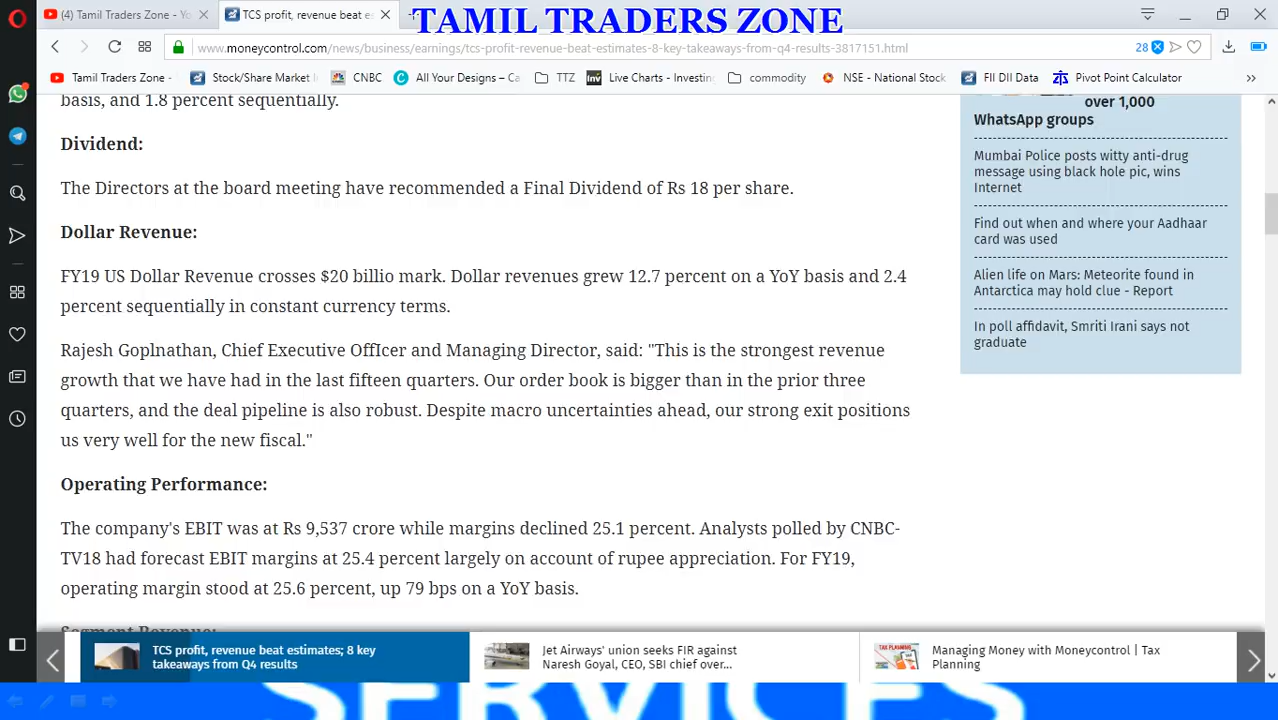 (4) Tamil Traders Zone - Yo
TCS profit, revenue beat es
TAMIL TRADERS ZONE
www.moneycontrol.com/news/business/earnings/tcs-profit-revenue-beat-estimates-8-key-takeaways-from-q4-results-3817151.html
28
Tamil Traders Zone -
Stock/Share Market I
CNBC
All Your Designs – Ca
TTZ
Inv
Live Charts - Investing
commodity
NSE - National Stock
FII DII Data
Pivot Point Calculator
basis, and 1.8 percent sequentially.
Dividend:
The Directors at the board meeting have recommended a Final Dividend of Rs 18 per share.
Dollar Revenue:
FY19 US Dollar Revenue crosses $20 billio mark. Dollar revenues grew 12.7 percent on a YoY basis and 2.4
percent sequentially in constant currency terms.
Rajesh Goplnathan, Chief Executive OffIcer and Managing Director, said: "This is the strongest revenue
growth that we have had in the last fifteen quarters. Our order book is bigger than in the prior three
quarters, and the deal pipeline is also robust. Despite macro uncertainties ahead, our strong exit positions
us very well for the new fiscal."
Operating Performance:
The company's EBIT was at Rs 9,537 crore while margins declined 25.1 percent. Analysts polled by CNBC-
TV18 had forecast EBIT margins at 25.4 percent largely on account of rupee appreciation. For FY19,
operating margin stood at 25.6 percent, up 79 bps on a YoY basis.
Segment Revenue:
over 1,000
WhatsApp groups
Mumbai Police posts witty anti-drug
message using black hole pic, wins
Internet
Find out when and where your Aadhaar
card was used
Alien life on Mars: Meteorite found in
Antarctica may hold clue - Report
In poll affidavit, Smriti Irani says not
graduate
TCS profit, revenue beat estimates; 8 key
takeaways from Q4 results
Jet Airways' union seeks FIR against
Naresh Goyal, CEO, SBI chief over...
TAX PLANNING
Managing Money with Moneycontrol | Tax
Planning
SERVICES